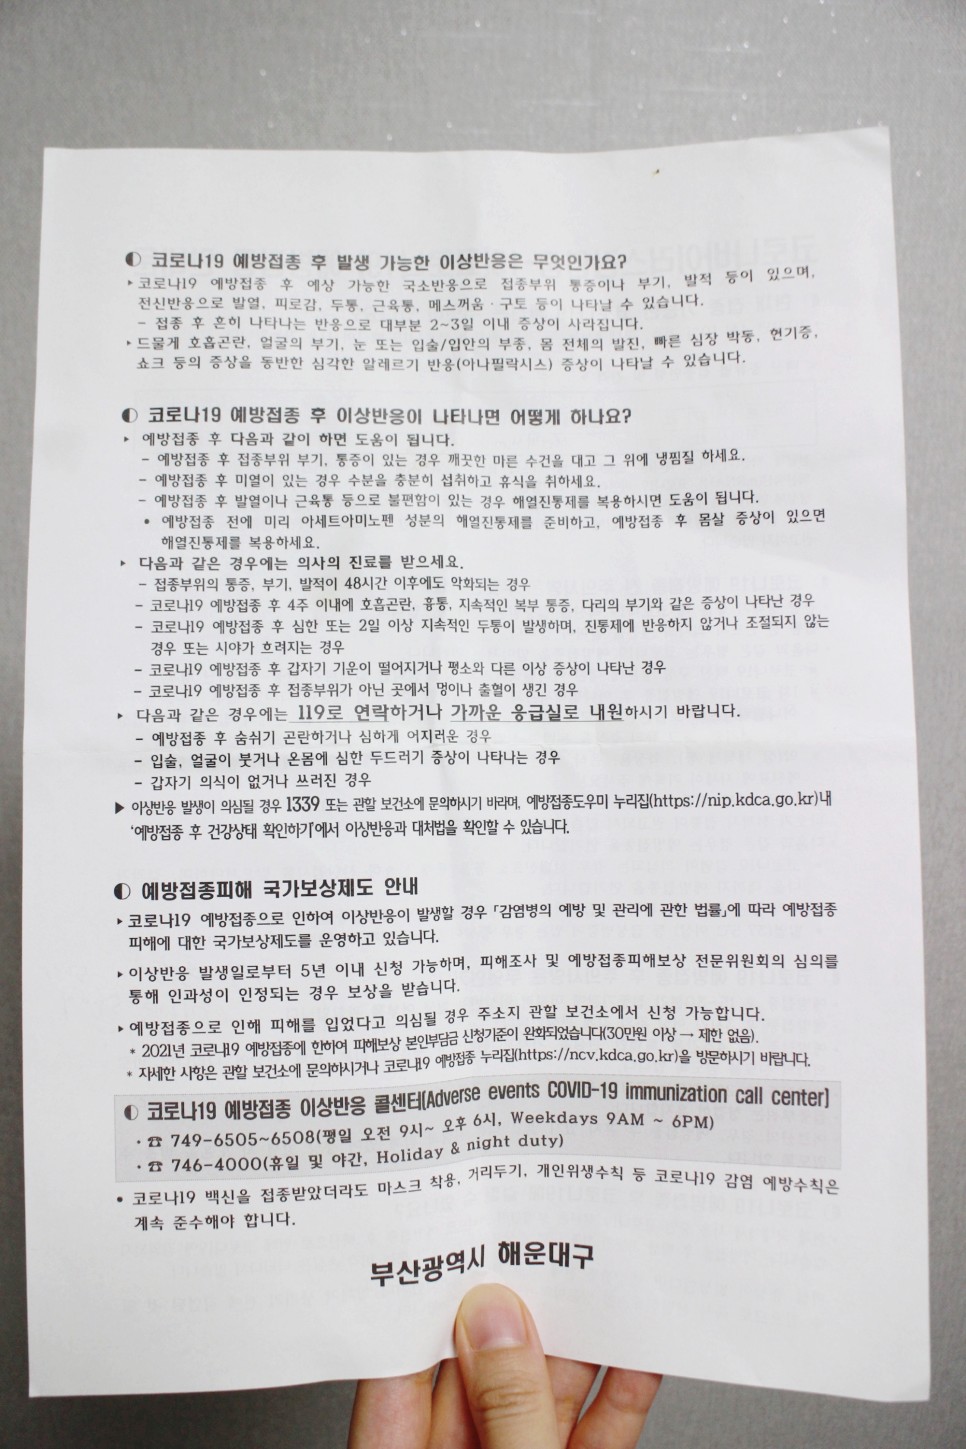 ◐ 코로나19 예방접종 후 발생 가능한 이상반응은 무엇인가요?
‣ 코로나19 예방접종 후 예상 가능한 국소반응으로 접종부위 통증이나 부기, 발적 등이 있으며,
전신반응으로 발열, 피로감, 두통, 근육통, 메스꺼움·구토 등이 나타날 수 있습니다.
- 접종 후 흔히 나타나는 반응으로 대부분 2~3일 이내 증상이 사라집니다.
‣ 드물게 호흡곤란, 얼굴의 부기, 눈 또는 입술/입안의 부종, 몸 전체의 발진, 빠른 심장 박동, 현기증,
쇼크 등의 증상을 동반한 심각한 알레르기 반응(아나필락시스) 증상이 나타날 수 있습니다.
◐ 코로나19 예방접종 후 이상반응이 나타나면 어떻게 하나요?
‣ 예방접종 후 다음과 같이 하면 도움이 됩니다.
- 예방접종 후 접종부위 부기, 통증이 있는 경우 깨끗한 마른 수건을 대고 그 위에 냉찜질 하세요.
- 예방접종 후 미열이 있는 경우 수분을 충분히 섭취하고 휴식을 취하세요.
- 예방접종 후 발열이나 근육통 등으로 불편함이 있는 경우 해열진통제를 복용하시면 도움이 됩니다.
• 예방접종 전에 미리 아세트아미노펜 성분의 해열진통제를 준비하고, 예방접종 후 몸살 증상이 있으면
해열진통제를 복용하세요.
‣ 다음과 같은 경우에는 의사의 진료를 받으세요.
- 접종부위의 통증, 부기, 발적이 48시간 이후에도 악화되는 경우
- 코로나19 예방접종 후 4주 이내에 호흡곤란, 흉통, 지속적인 복부 통증, 다리의 부기와 같은 증상이 나타난 경우
- 코로나19 예방접종 후 심한 또는 2일 이상 지속적인 두통이 발생하며, 진통제에 반응하지 않거나 조절되지 않는
경우 또는 시야가 흐려지는 경우
- 코로나19 예방접종 후 갑자기 기운이 떨어지거나 평소와 다른 이상 증상이 나타난 경우
- 코로나19 예방접종 후 접종부위가 아닌 곳에서 멍이나 출혈이 생긴 경우
‣ 다음과 같은 경우에는 119로 연락하거나 가까운 응급실로 내원하시기 바랍니다.
- 예방접종 후 숨쉬기 곤란하거나 심하게 어지러운 경우
- 입술, 얼굴이 붓거나 온몸에 심한 두드러기 증상이 나타나는 경우
- 갑자기 의식이 없거나 쓰러진 경우
▶ 이상반응 발생이 의심될 경우 1339 또는 관할 보건소에 문의하시기 바라며, 예방접종도우미 누리집(https://nip.kdca.go.kr)내
'예방접종 후 건강상태 확인하기'에서 이상반응과 대처법을 확인할 수 있습니다.
◐ 예방접종피해 국가보상제도 안내
‣ 코로나19 예방접종으로 인하여 이상반응이 발생할 경우 「감염병의 예방 및 관리에 관한 법률」에 따라 예방접종
피해에 대한 국가보상제도를 운영하고 있습니다.
‣ 이상반응 발생일로부터 5년 이내 신청 가능하며, 피해조사 및 예방접종피해보상 전문위원회의 심의를
통해 인과성이 인정되는 경우 보상을 받습니다.
‣ 예방접종으로 인해 피해를 입었다고 의심될 경우 주소지 관할 보건소에서 신청 가능합니다.
* 2021년 코로나19 예방접종에 한하여 피해보상 본인부담금 신청기준이 완화되었습니다(30만원 이상 → 제한 없음).
* 자세한 사항은 관할 보건소에 문의하시거나 코로나19 예방접종 누리집(https://ncv.kdca.go.kr)을 방문하시기 바랍니다.
◐ 코로나19 예방접종 이상반응 콜센터(Adverse events COVID-19 immunization call center)
· ☎ 749-6505~6508(평일 오전 9시~ 오후 6시, Weekdays 9AM ~ 6PM)
· ☎ 746-4000(휴일 및 야간, Holiday & night duty)
• 코로나19 백신을 접종받았더라도 마스크 착용, 거리두기, 개인위생수칙 등 코로나19 감염 예방수칙은
계속 준수해야 합니다.
부산광역시 해운대구